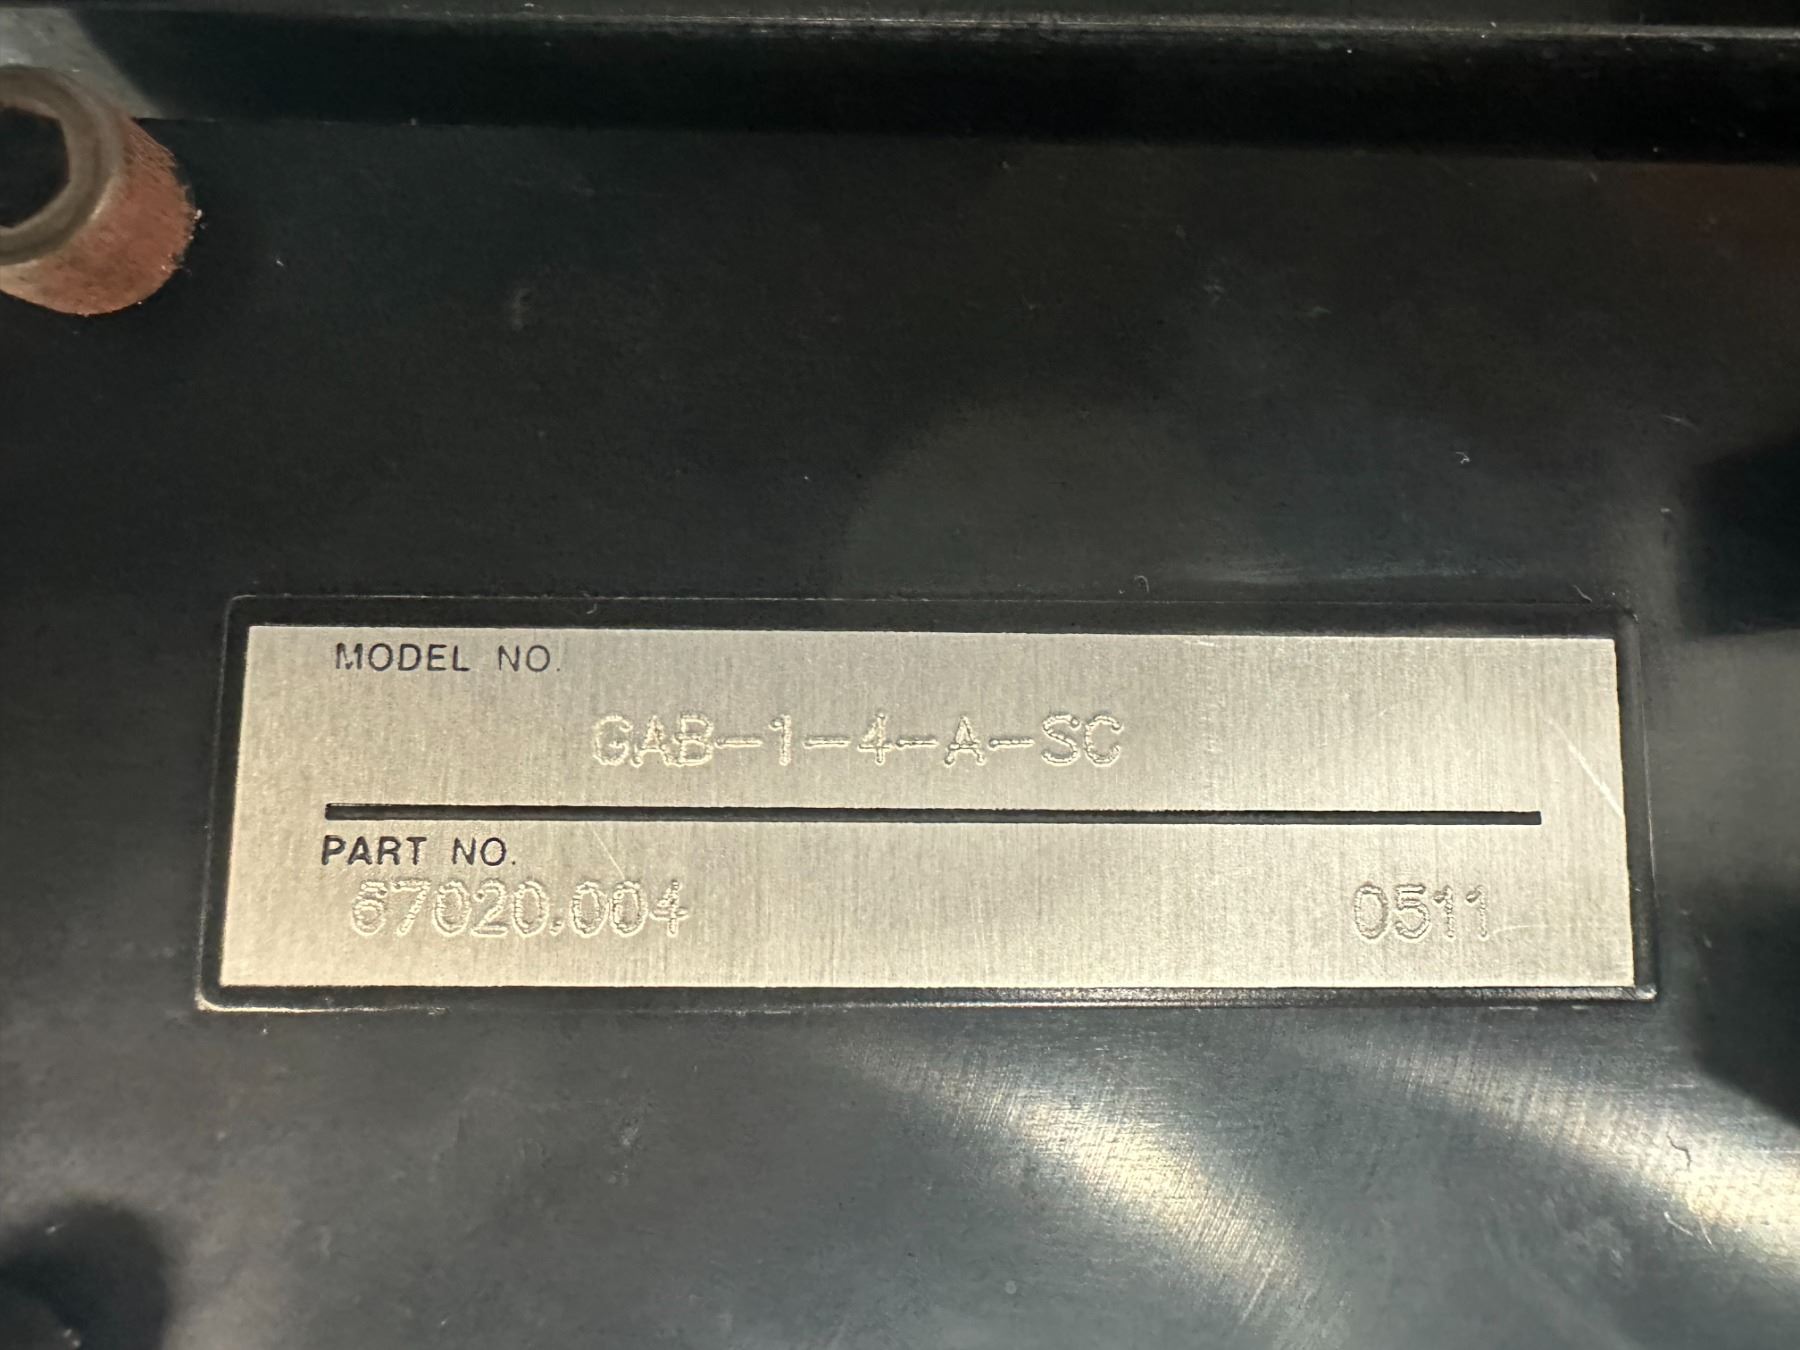 MODEL NO.
GAB-1-4-A-SC
PART NO.
67020.004 0511